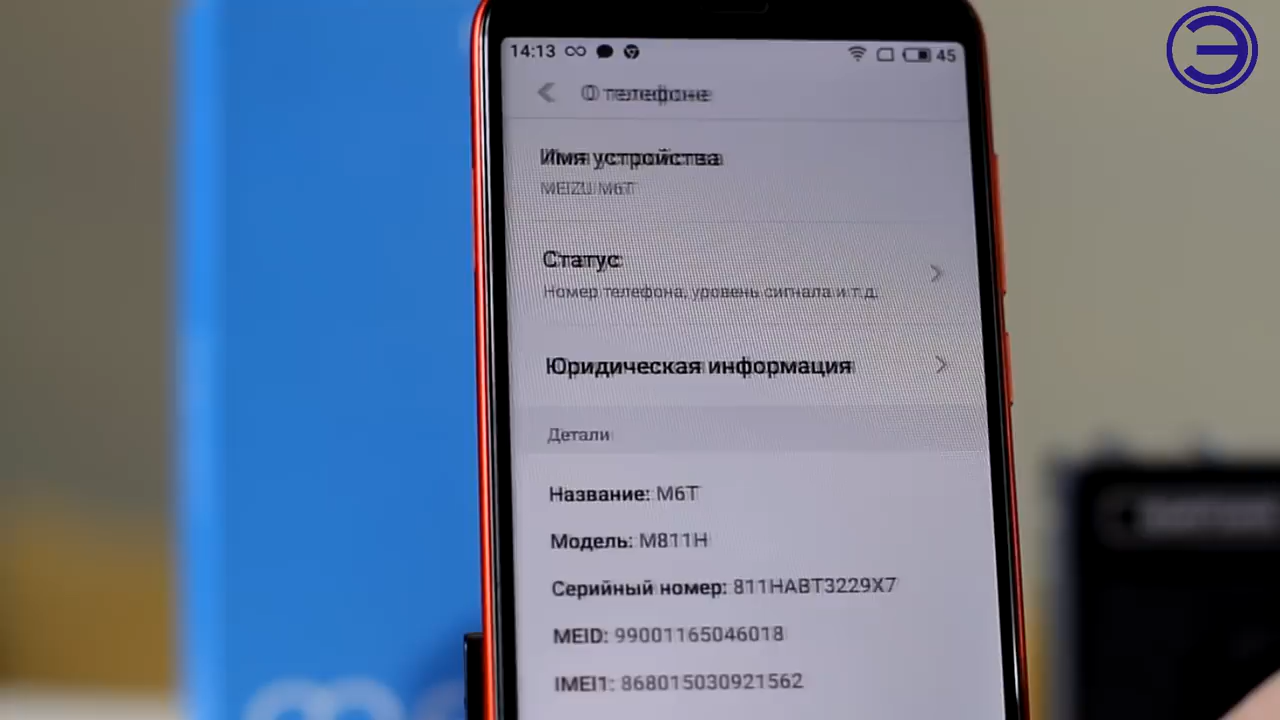 Э
14:13 45
О телефоне
Имя устройства
MEIZU M6T
Статус
Номер телефона, уровень сигнала и т.д.
Юридическая информация
Детали
Название: M6T
Модель: M811H
Серийный номер: 811HABT3229X7
MEID: 99001165046018
IMEI1: 868015030921562